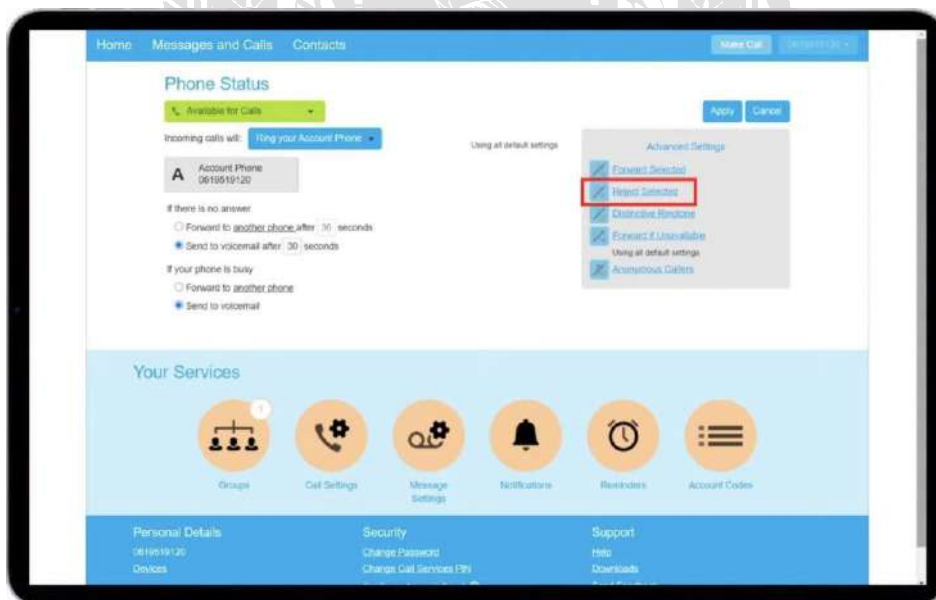 Home Messages and Calls Contacts Make Call
Phone Status
Available for Calls
Apply Cancel
Incoming calls will: Ring your Account Phone
Using all default settings
Advanced Settings
A Account Phone
0619519120
Forward Selected
Reject Selected
Distinctive Ringtone
Forward if Unavailable
Using all default settings
Anonymous Callers
If there is no answer
Forward to another phone after 30 seconds
Send to voicemail after 30 seconds
If your phone is busy
Forward to another phone
Send to voicemail
Your Services
1
Groups Call Settings Message Settings Notifications Reminders Account Codes
Personal Details Security Support
0619519120 Change Password Help
Devices Change Call Services PIN Downloads
Send Feedback